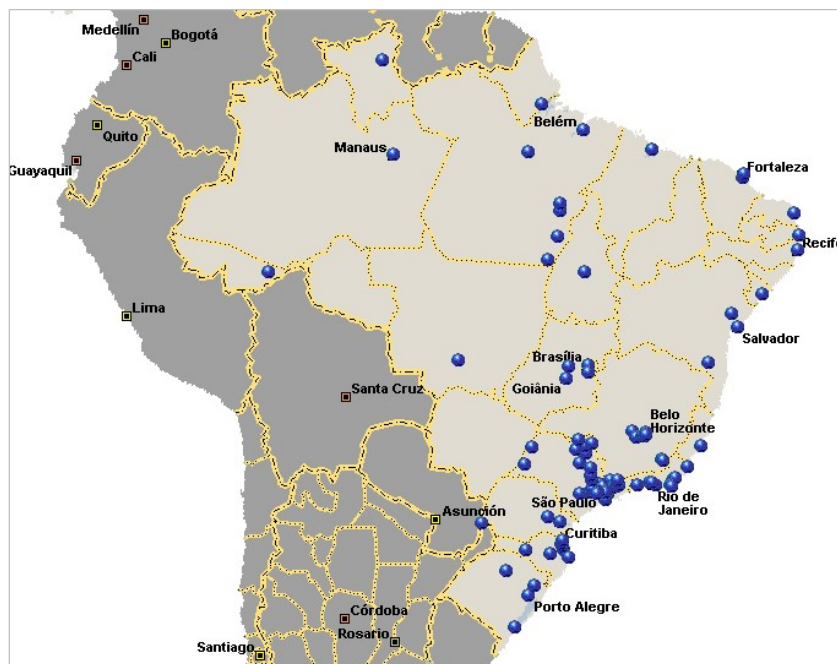 Medellín
Bogotá
Cali
Quito
Guayaquil
Manaus
Belém
Fortaleza
Recife
Lima
Salvador
Brasília
Goiânia
Santa Cruz
Belo
Horizonte
São Paulo
Rio de
Janeiro
Asunción
Curitiba
Porto Alegre
Córdoba
Rosario
Santiago